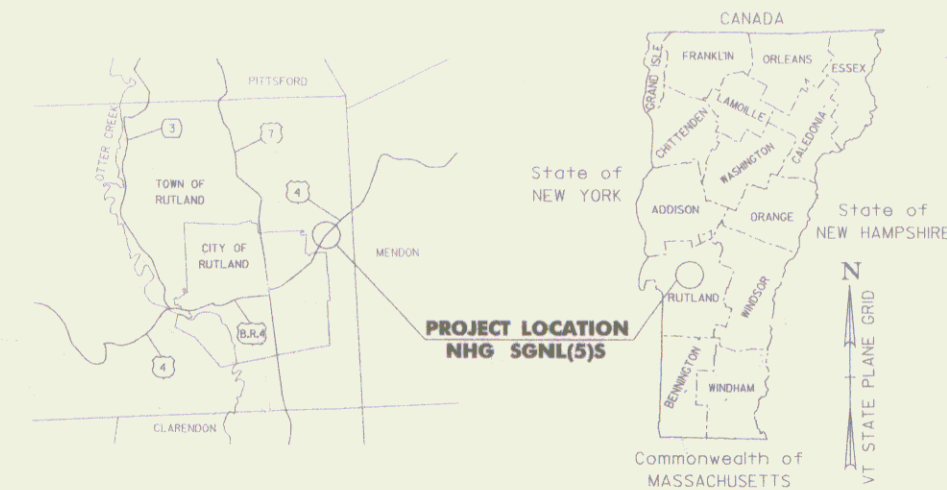 PITTSFORD
OTTER CREEK
3
7
TOWN OF
RUTLAND
4
CITY OF
RUTLAND
MENDON
B.R.4
4
CLARENDON
PROJECT LOCATION
NHG SGNL(5)S
CANADA
GRAND ISLE
FRANKLIN
ORLEANS
ESSEX
LAMOILLE
CHITTENDEN
CALEDONIA
WASHINGTON
State of
NEW YORK
ADDISON
ORANGE
State of
NEW HAMPSHIRE
RUTLAND
WINDSOR
BENNINGTON
WINDHAM
Commonwealth of
MASSACHUSETTS
N
VT STATE PLANE GRID